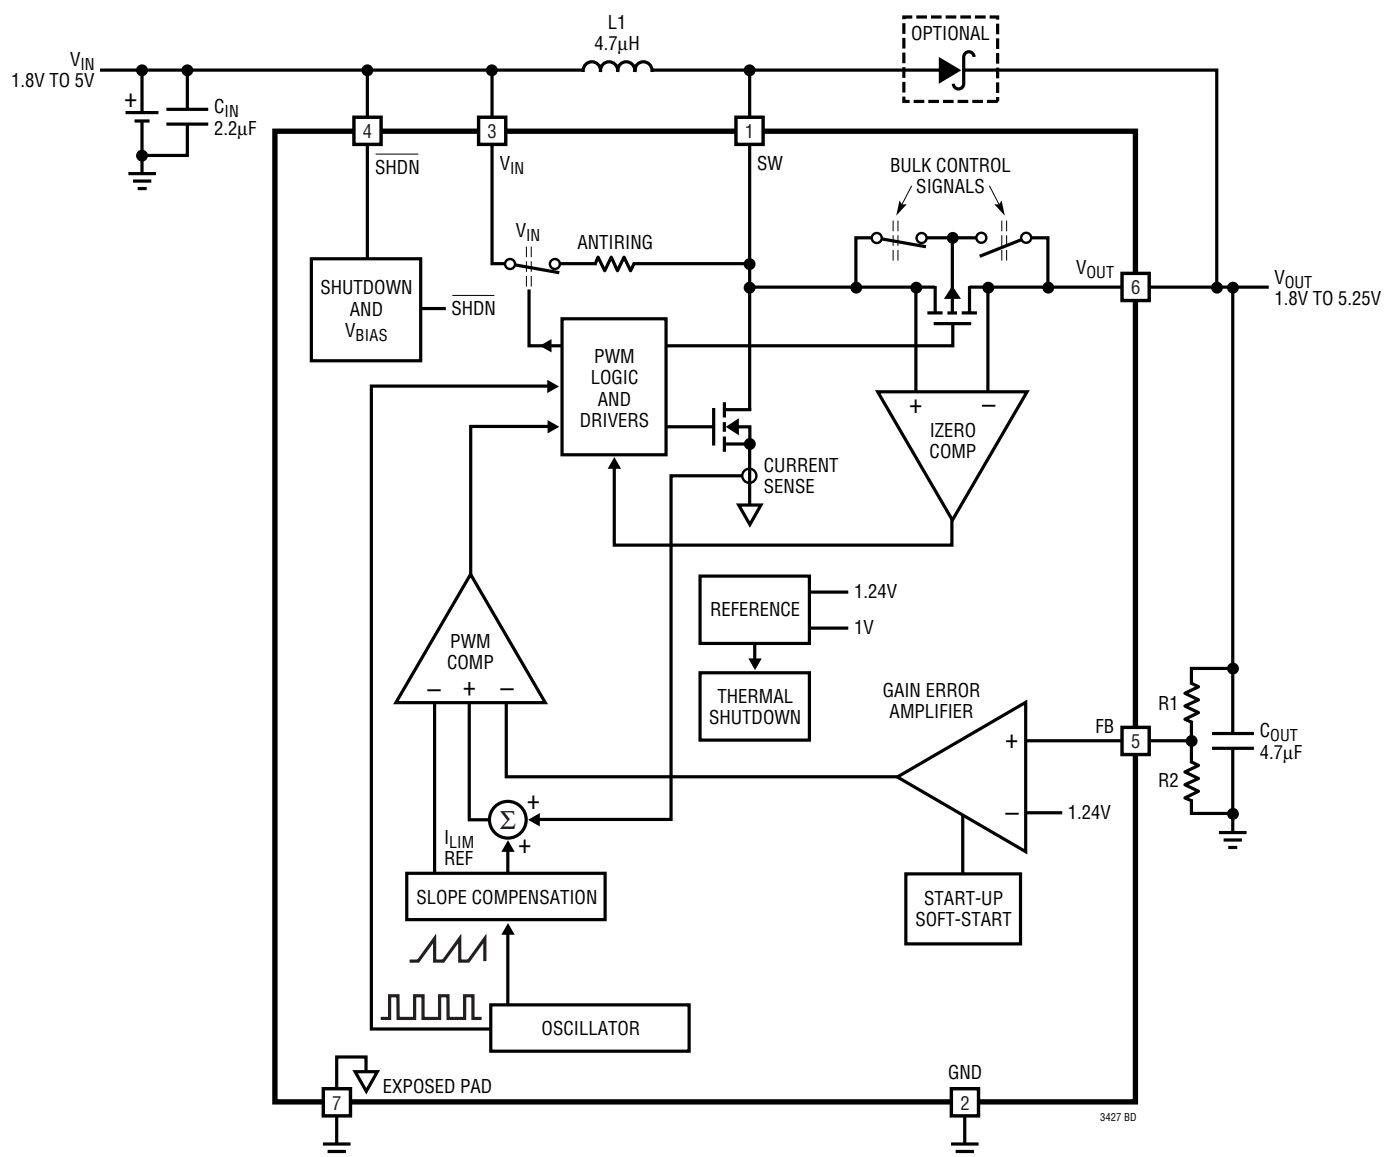 L1
4.7μH
OPTIONAL
VIN
1.8V TO 5V
+
CIN
2.2μF
4
3
1
SHDN
VIN
SW
BULK CONTROL
SIGNALS
VIN
ANTIRING
VOUT
6
VOUT
1.8V TO 5.25V
SHUTDOWN
AND
VBIAS
SHDN
PWM
LOGIC
AND
DRIVERS
+ –
IZERO
COMP
CURRENT
SENSE
REFERENCE
1.24V
1V
PWM
COMP
– + –
THERMAL
SHUTDOWN
GAIN ERROR
AMPLIFIER
+
FB
5
R1
R2
COUT
4.7μF
–
1.24V
Σ
+
+
ILIM
REF
SLOPE COMPENSATION
START-UP
SOFT-START
OSCILLATOR
EXPOSED PAD
7
GND
2
3427 BD